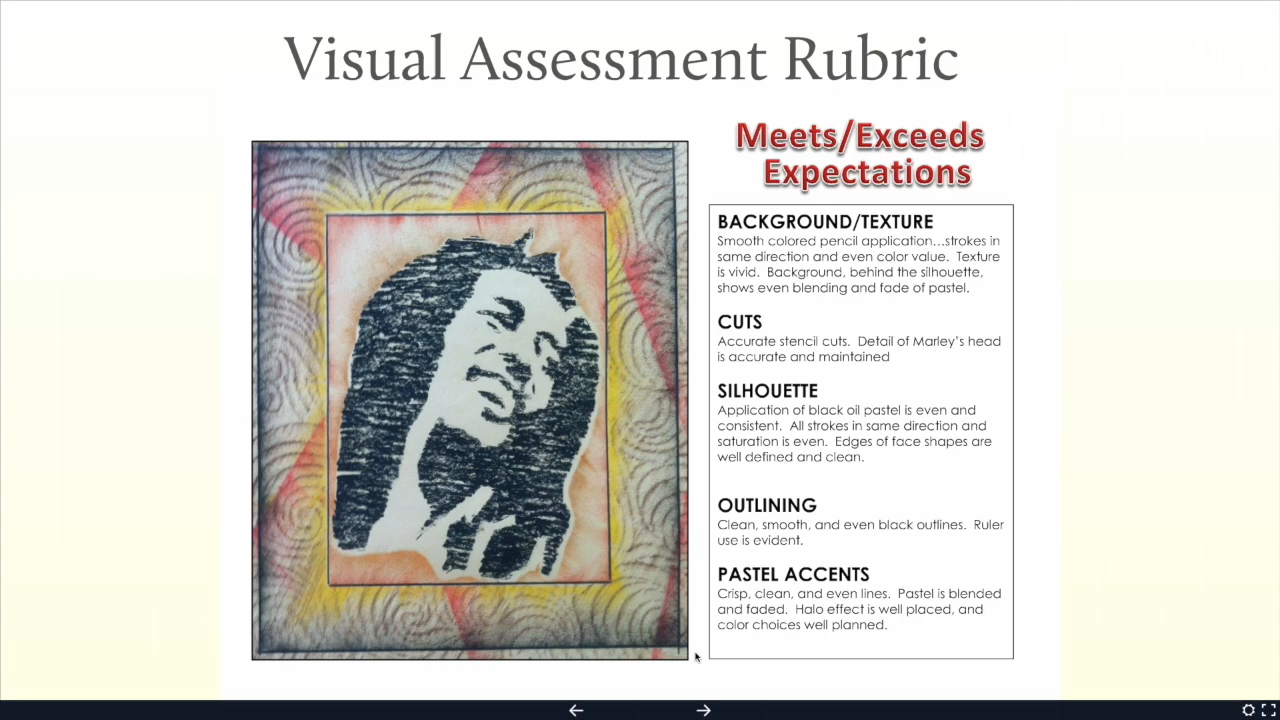 Visual Assessment Rubric
Meets/Exceeds
Expectations
BACKGROUND/TEXTURE
Smooth colored pencil application...strokes in
same direction and even color value.  Texture
is vivid.  Background, behind the silhouette,
shows even blending and fade of pastel.
CUTS
Accurate stencil cuts.  Detail of Marley's head
is accurate and maintained
SILHOUETTE
Application of black oil pastel is even and
consistent.  All strokes in same direction and
saturation is even.  Edges of face shapes are
well defined and clean.
OUTLINING
Clean, smooth, and even black outlines.  Ruler
use is evident.
PASTEL ACCENTS
Crisp, clean, and even lines.  Pastel is blended
and faded.  Halo effect is well placed, and
color choices well planned.